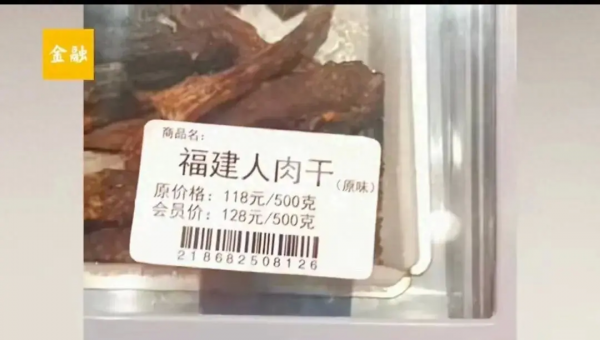 金融
商品名:
福建人肉干(原味)
原价格: 118元/500克
会员价: 128元/500克
218682508126